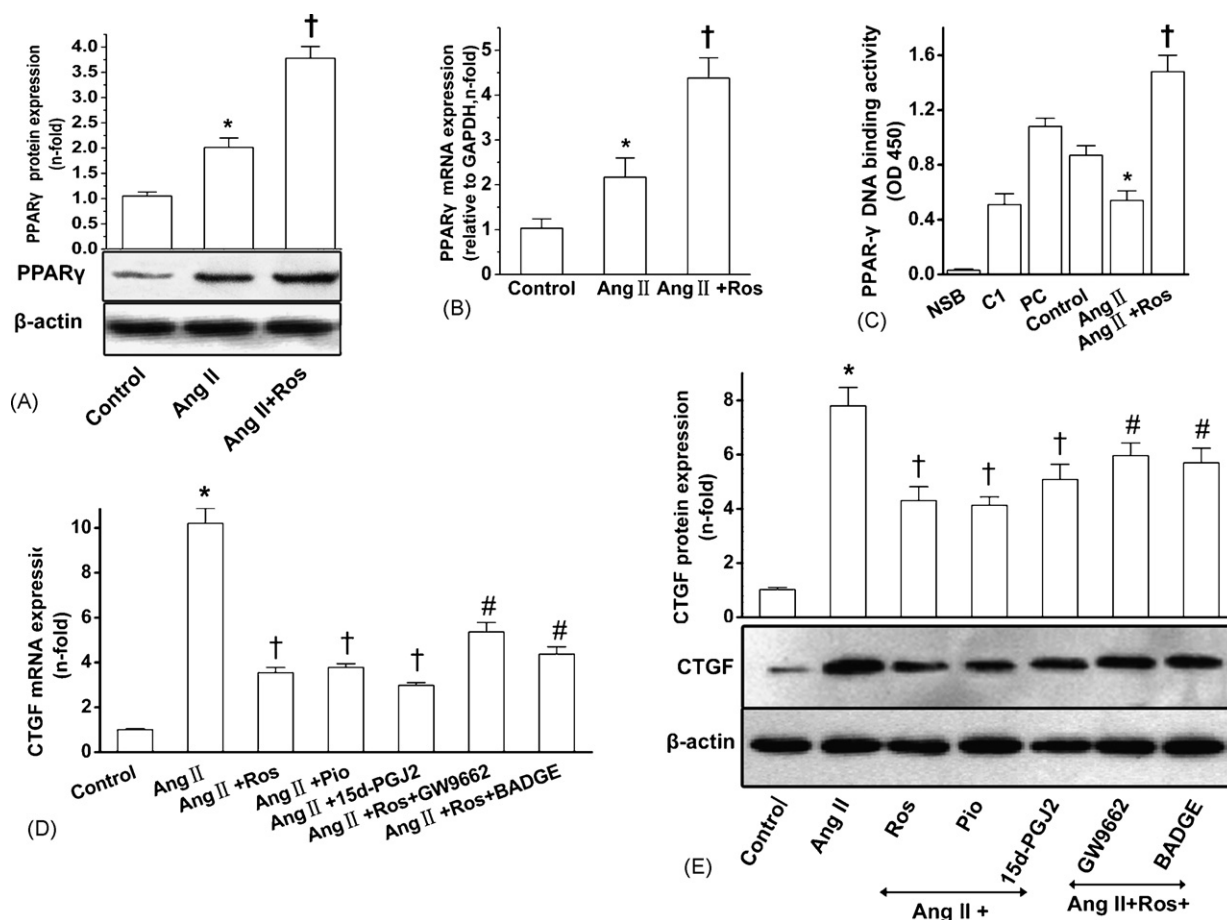 PPARγ protein expression
(n-fold)
4.0
3.5
3.0
2.5
2.0
1.5
1.0
0.5
0.0
*
†
PPARγ
β-actin
Control
Ang II
Ang II+Ros
(A)
PPARγ mRNA expression
(relative to GAPDH,n-fold)
5
4
3
2
1
0
*
†
Control
Ang Ⅱ
Ang Ⅱ +Ros
(B)
PPAR-γ DNA binding activity
(OD 450)
1.8
1.2
0.6
0.0
*
†
NSB
C1
PC
Control
Ang Ⅱ
Ang Ⅱ +Ros
(C)
CTGF mRNA expressio
(n-fold)
10
8
6
4
2
0
*
†
†
†
#
#
Control
Ang Ⅱ
Ang Ⅱ +Ros
Ang Ⅱ +Pio
Ang Ⅱ +15d-PGJ2
Ang Ⅱ +Ros+GW9662
Ang Ⅱ +Ros+BADGE
(D)
CTGF protein expression
(n-fold)
8
6
4
2
0
*
†
†
†
#
#
CTGF
β-actin
Control
Ang II
Ros
Pio
15d-PGJ2
GW9662
BADGE
Ang II +
Ang II+Ros+
(E)